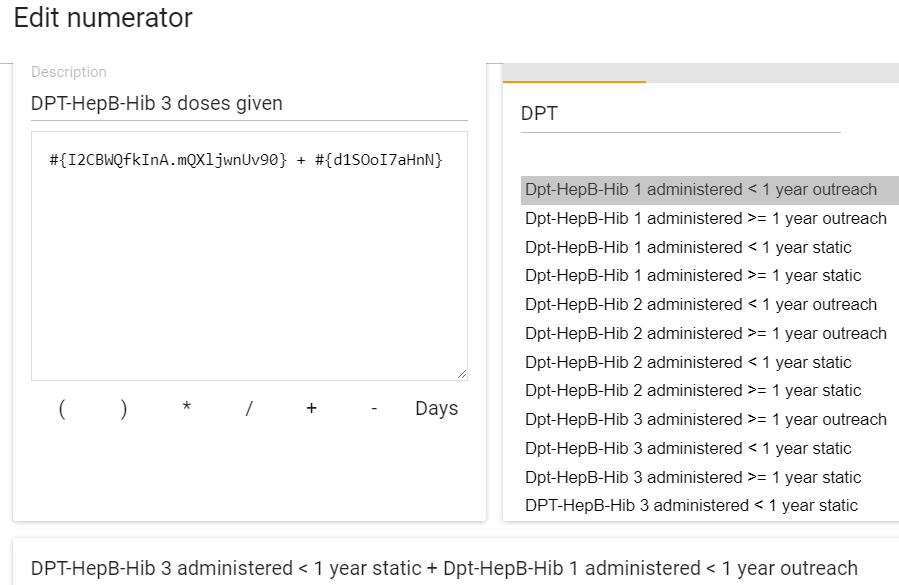 Edit numerator
Description
DPT-HepB-Hib 3 doses given
#{I2CBWQfkInA.mQXljwnUv90} + #{d1SOoI7aHnN}
( ) * / + - Days
DPT
Dpt-HepB-Hib 1 administered < 1 year outreach
Dpt-HepB-Hib 1 administered >= 1 year outreach
Dpt-HepB-Hib 1 administered < 1 year static
Dpt-HepB-Hib 1 administered >= 1 year static
Dpt-HepB-Hib 2 administered < 1 year outreach
Dpt-HepB-Hib 2 administered >= 1 year outreach
Dpt-HepB-Hib 2 administered < 1 year static
Dpt-HepB-Hib 2 administered >= 1 year static
Dpt-HepB-Hib 3 administered >= 1 year outreach
Dpt-HepB-Hib 3 administered < 1 year static
Dpt-HepB-Hib 3 administered >= 1 year static
DPT-HepB-Hib 3 administered < 1 year static
DPT-HepB-Hib 3 administered < 1 year static + Dpt-HepB-Hib 1 administered < 1 year outreach